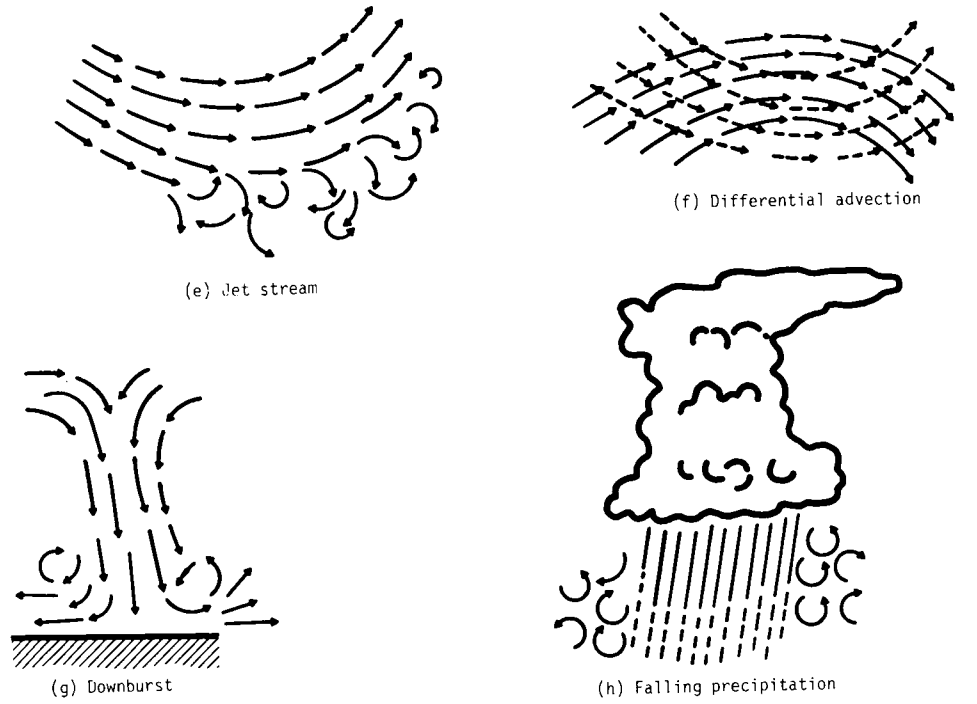 (e) Jet stream
(f) Differential advection
(g) Downburst
(h) Falling precipitation